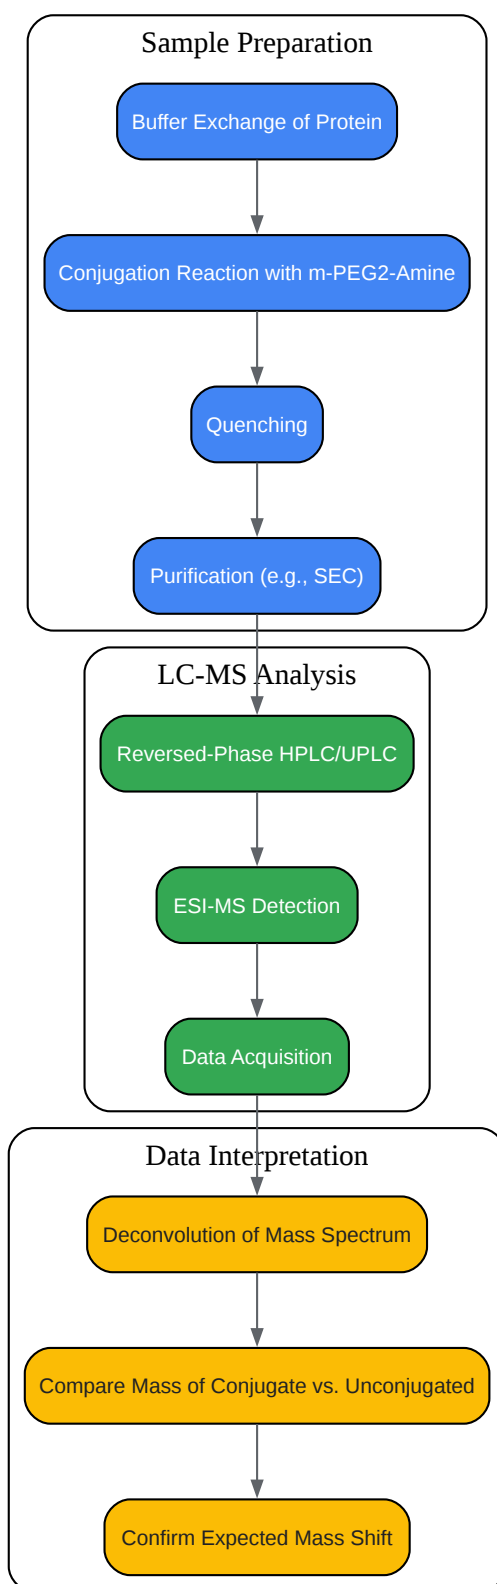 Sample Preparation
Buffer Exchange of Protein
Conjugation Reaction with m-PEG2-Amine
Quenching
Purification (e.g., SEC)
LC-MS Analysis
Reversed-Phase HPLC/UPLC
ESI-MS Detection
Data Acquisition
Data Interpretation
Deconvolution of Mass Spectrum
Compare Mass of Conjugate vs. Unconjugated
Confirm Expected Mass Shift